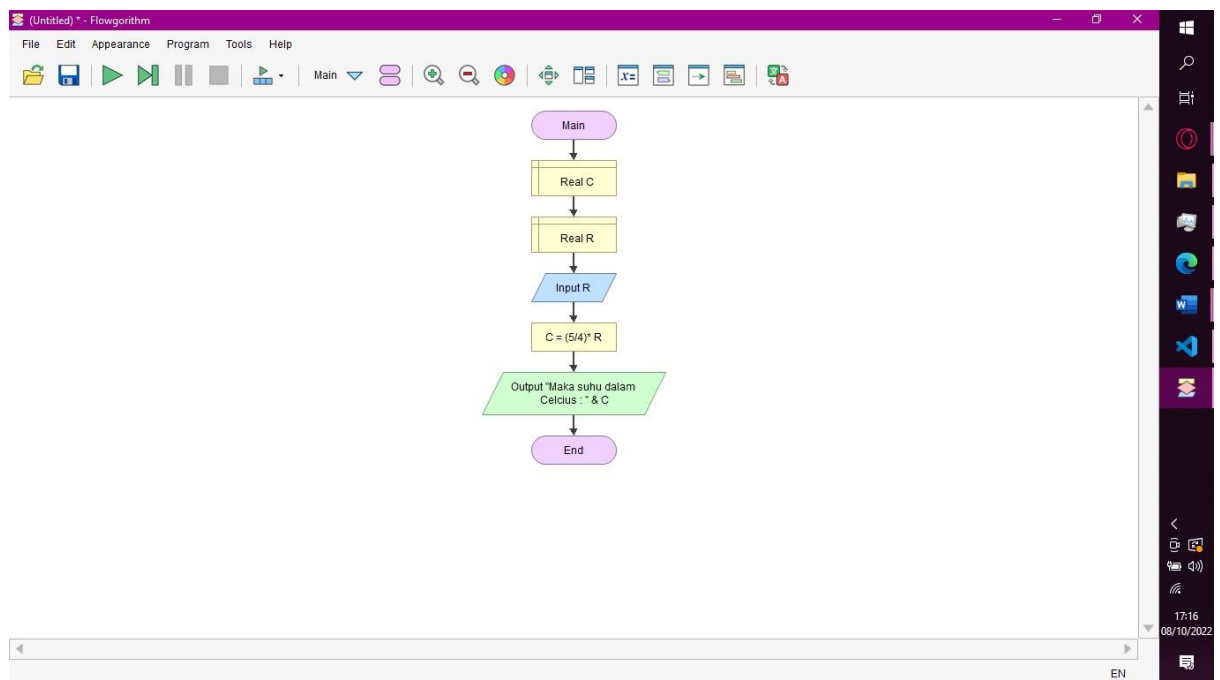 (Untitled) * - Flowgorithm
File Edit Appearance Program Tools Help
Main
x=
Main
Real C
Real R
Input R
C = (5/4)* R
Output "Maka suhu dalam
Celcius : " & C
End
17:16
08/10/2022
EN